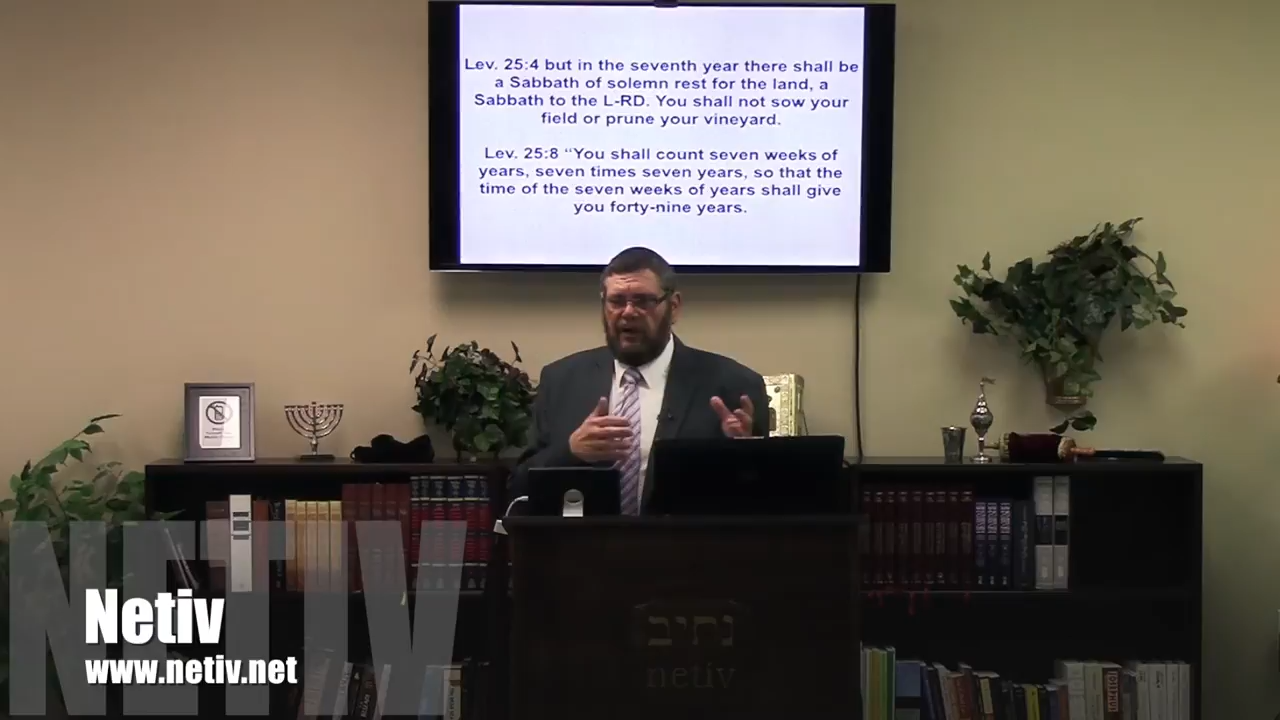 Lev. 25:4 but in the seventh year there shall be
a Sabbath of solemn rest for the land, a
Sabbath to the L-RD. You shall not sow your
field or prune your vineyard.
Lev. 25:8 “You shall count seven weeks of
years, seven times seven years, so that the
time of the seven weeks of years shall give
you forty-nine years.
נתיב
netiv
NETIV
Netiv
www.netiv.net